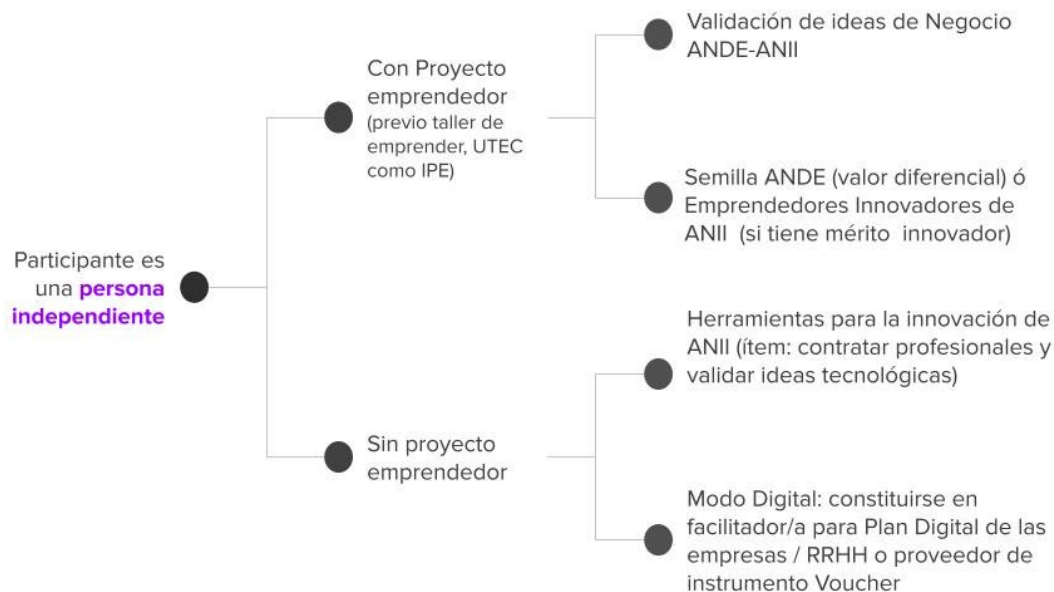 Participante es
una persona
independiente
Con Proyecto
emprendedor
(previo taller de
emprender, UTEC
como IPE)
Validación de ideas de Negocio
ANDE-ANII
Semilla ANDE (valor diferencial) ó
Emprendedores Innovadores de
ANII (si tiene mérito innovador)
Sin proyecto
emprendedor
Herramientas para la innovación de
ANII (ítem: contratar profesionales y
validar ideas tecnológicas)
Modo Digital: constituirse en
facilitador/a para Plan Digital de las
empresas / RRHH o proveedor de
instrumento Voucher